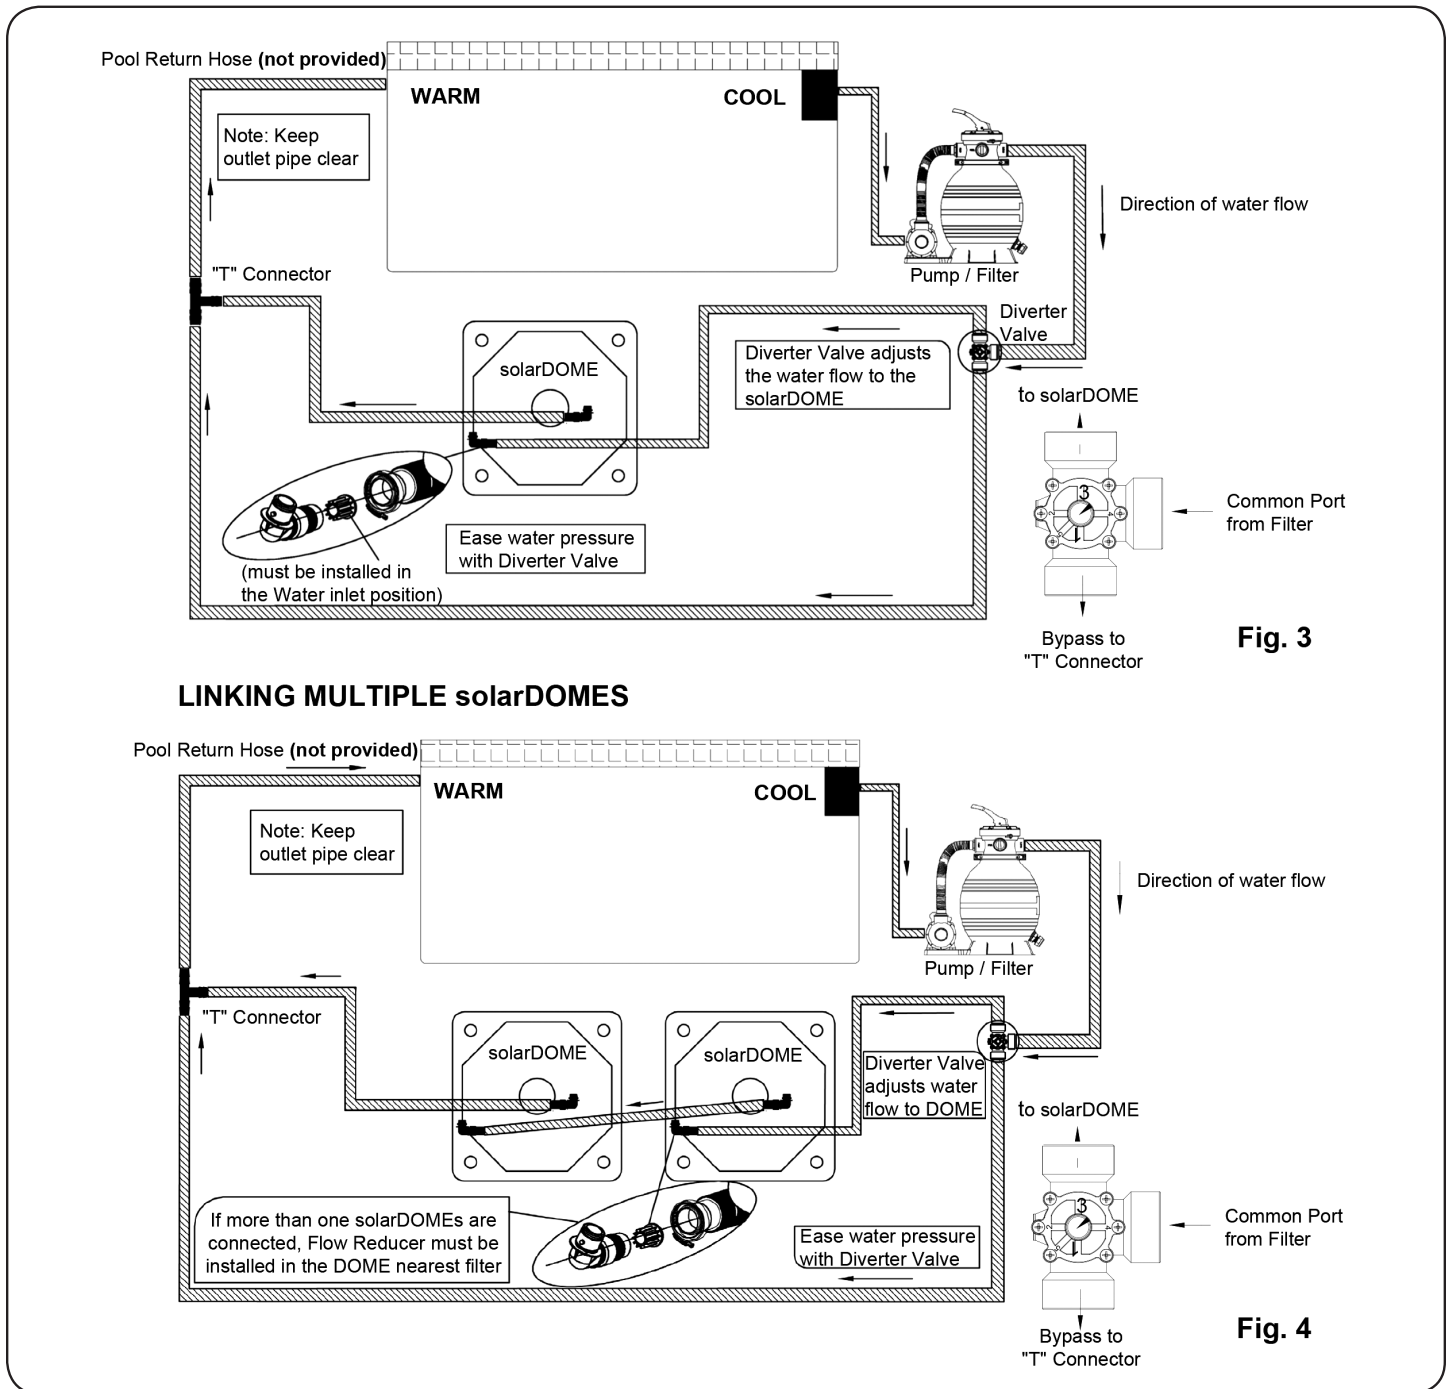 Pool Return Hose (not provided)
WARM
COOL
Note: Keep
outlet pipe clear
Direction of water flow
"T" Connector
Pump / Filter
Diverter
Valve
solarDOME
Diverter Valve adjusts
the water flow to the
solarDOME
to solarDOME
3
2
4
1
Common Port
from Filter
Ease water pressure
with Diverter Valve
(must be installed in
the Water inlet position)
Bypass to
"T" Connector
Fig. 3
LINKING MULTIPLE solarDOMES
Pool Return Hose (not provided)
WARM
COOL
Note: Keep
outlet pipe clear
Direction of water flow
Pump / Filter
"T" Connector
solarDOME
solarDOME
Diverter Valve
adjusts water
flow to DOME
to solarDOME
3
2
4
1
Common Port
from Filter
If more than one solarDOMEs are
connected, Flow Reducer must be
installed in the DOME nearest filter
Ease water pressure
with Diverter Valve
Bypass to
"T" Connector
Fig. 4